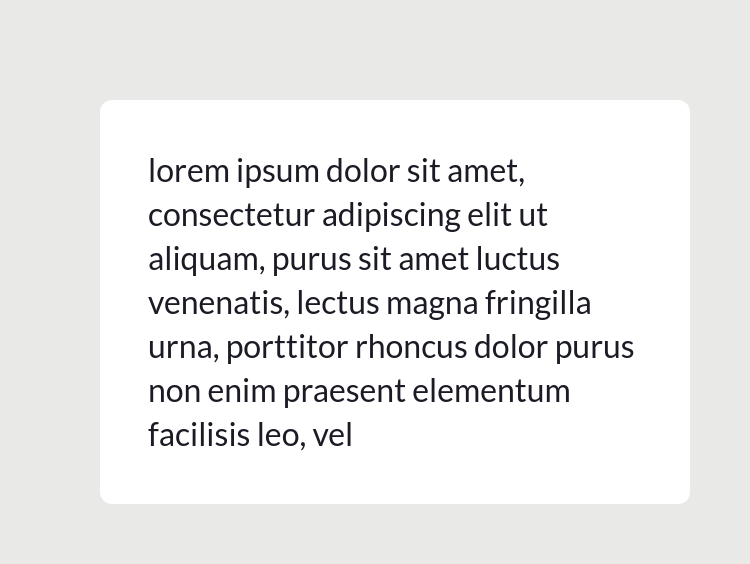 lorem ipsum dolor sit amet,
consectetur adipiscing elit ut
aliquam, purus sit amet luctus
venenatis, lectus magna fringilla
urna, porttitor rhoncus dolor purus
non enim praesent elementum
facilisis leo, vel